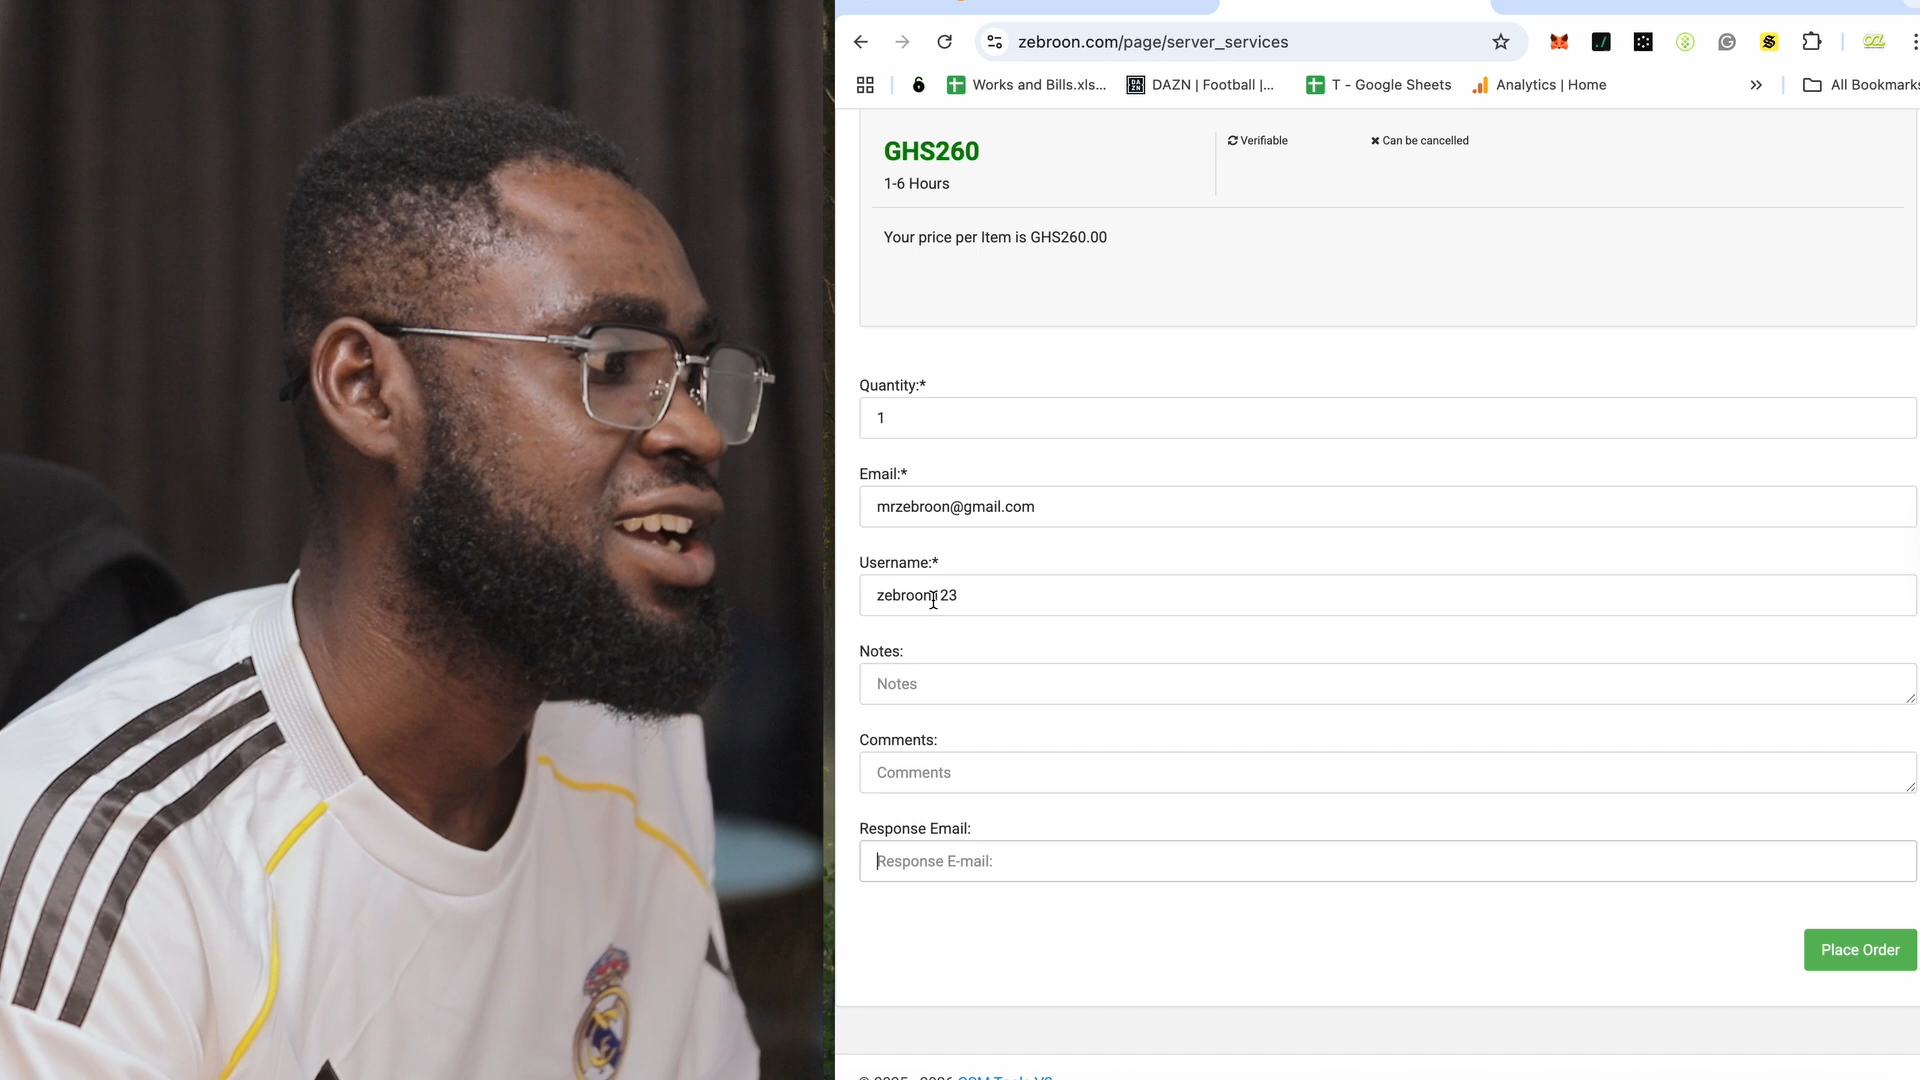 zebroon.com/page/server_services
Works and Bills.xls...
DAZN | Football |...
T - Google Sheets
Analytics | Home
All Bookmarks
GHS260
Verifiable
Can be cancelled
1-6 Hours
Your price per Item is GHS260.00
Quantity:*
1
Email:*
mrzebroon@gmail.com
Username:*
zebroon123
Notes:
Notes
Comments:
Comments
Response Email:
Response E-mail:
Place Order